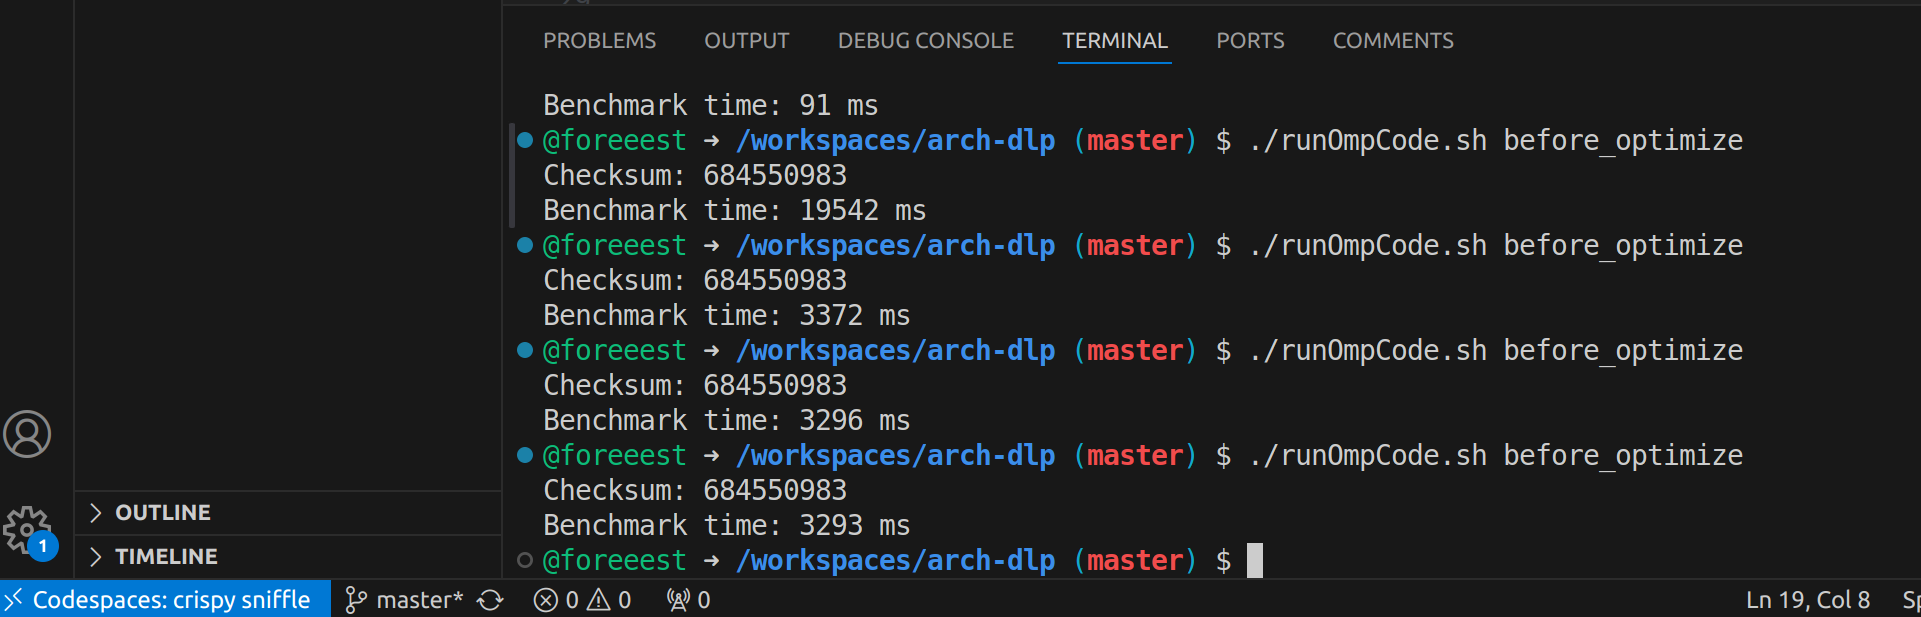 PROBLEMS OUTPUT DEBUG CONSOLE TERMINAL PORTS COMMENTS
Benchmark time: 91 ms
@foreeest ➜ /workspaces/arch-dlp (master) $ ./runOmpCode.sh before_optimize
Checksum: 684550983
Benchmark time: 19542 ms
@foreeest ➜ /workspaces/arch-dlp (master) $ ./runOmpCode.sh before_optimize
Checksum: 684550983
Benchmark time: 3372 ms
@foreeest ➜ /workspaces/arch-dlp (master) $ ./runOmpCode.sh before_optimize
Checksum: 684550983
Benchmark time: 3296 ms
@foreeest ➜ /workspaces/arch-dlp (master) $ ./runOmpCode.sh before_optimize
Checksum: 684550983
Benchmark time: 3293 ms
@foreeest ➜ /workspaces/arch-dlp (master) $
OUTLINE
TIMELINE
1
Codespaces: crispy sniffle master* 0 0 0 Ln 19, Col 8